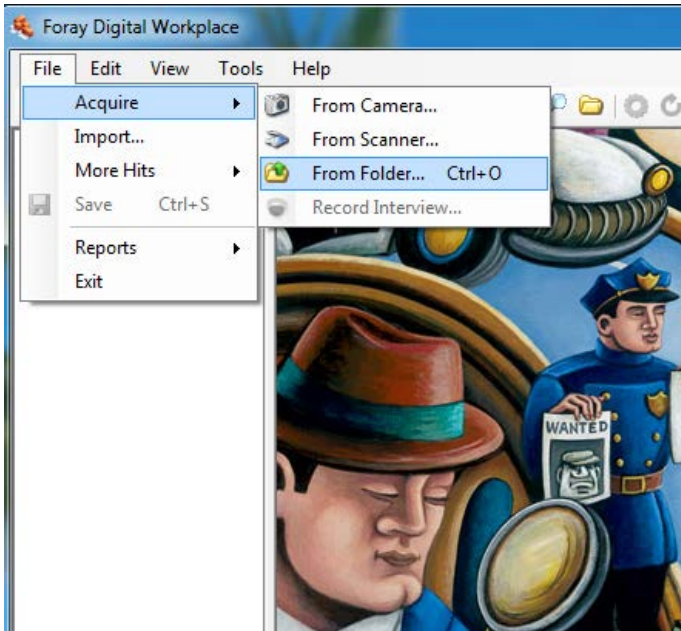 Foray Digital Workplace
File Edit View Tools Help
Acquire
Import...
More Hits
Save Ctrl+S
Reports
Exit
From Camera...
From Scanner...
From Folder... Ctrl+O
Record Interview...
WANTED